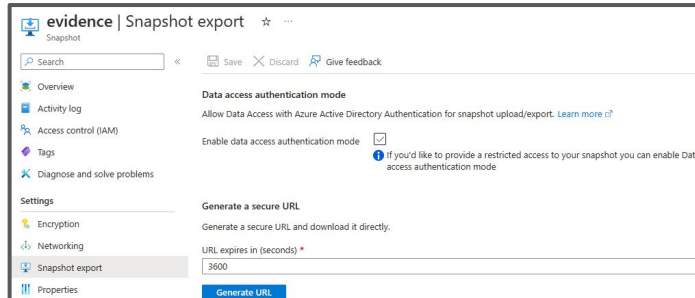 evidence | Snapshot export
Snapshot
Search
Save Discard Give feedback
Overview
Activity log
Access control (IAM)
Tags
Diagnose and solve problems
Settings
Encryption
Networking
Snapshot export
Properties
Data access authentication mode
Allow Data Access with Azure Active Directory Authentication for snapshot upload/export. Learn more
Enable data access authentication mode
If you'd like to provide a restricted access to your snapshot you can enable Dat
access authentication mode
Generate a secure URL
Generate a secure URL and download it directly.
URL expires in (seconds) *
3600
Generate URL